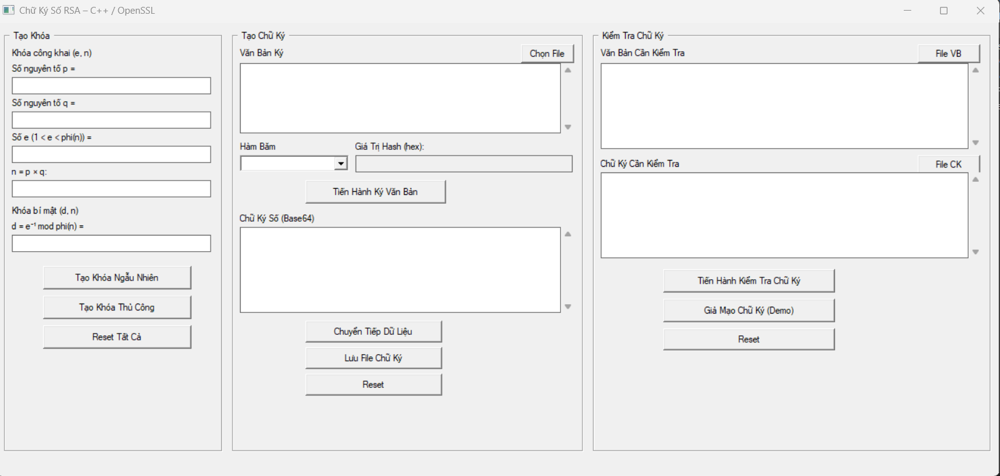 Chữ Ký Số RSA – C++ / OpenSSL
Tạo Khóa
Khóa công khai (e, n)
Số nguyên tố p =
Số nguyên tố q =
Số e (1 < e < phi(n)) =
n = p × q:
Khóa bí mật (d, n)
d = e⁻¹ mod phi(n) =
Tạo Khóa Ngẫu Nhiên
Tạo Khóa Thủ Công
Reset Tất Cả
Tạo Chữ Ký
Văn Bản Ký
Chọn File
Hàm Băm
Giá Trị Hash (hex):
Tiến Hành Ký Văn Bản
Chữ Ký Số (Base64)
Chuyển Tiếp Dữ Liệu
Lưu File Chữ Ký
Reset
Kiểm Tra Chữ Ký
Văn Bản Cần Kiểm Tra
File VB
Chữ Ký Cần Kiểm Tra
File CK
Tiến Hành Kiểm Tra Chữ Ký
Giả Mạo Chữ Ký (Demo)
Reset